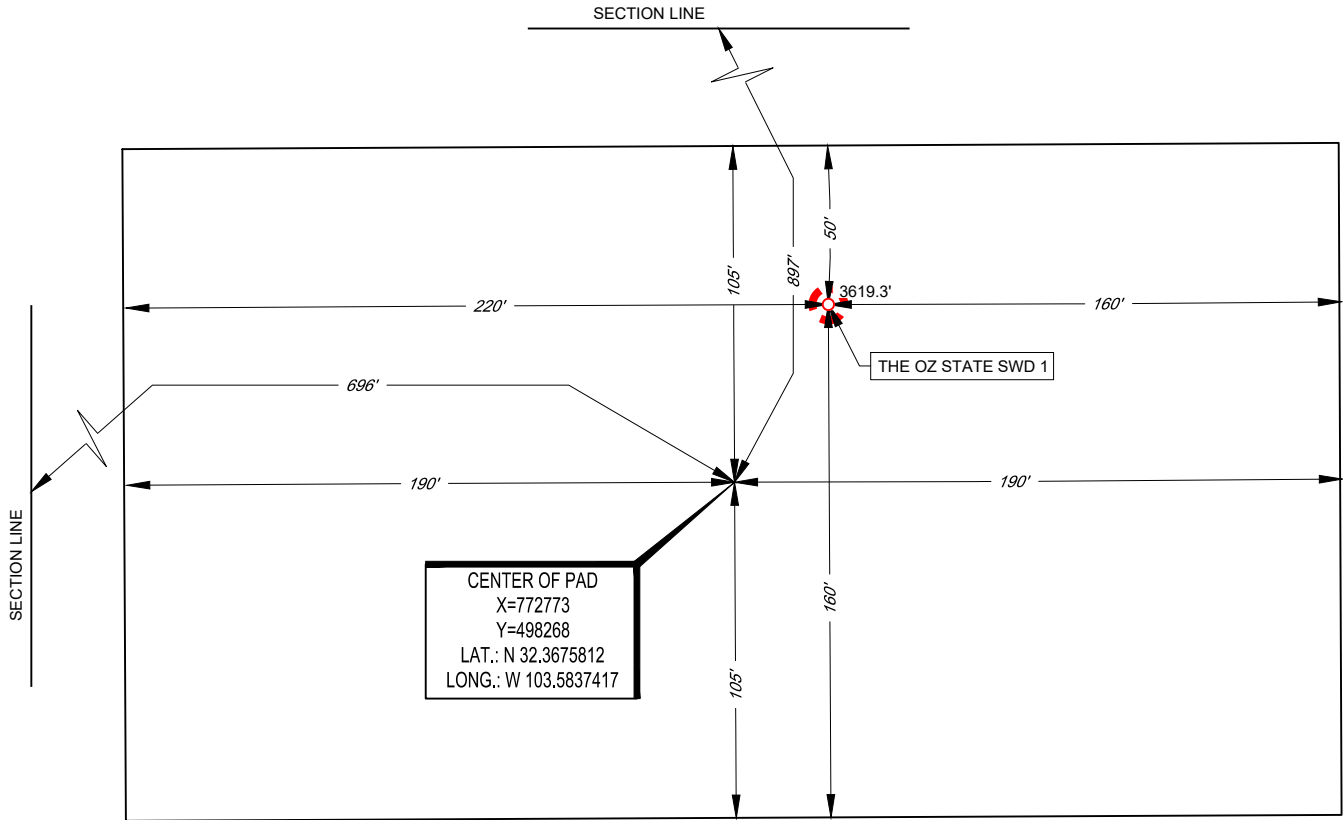 SECTION LINE
105'
897'
50'
3619.3'
220'
160'
THE OZ STATE SWD 1
696'
190'
190'
SECTION LINE
CENTER OF PAD
X=772773
Y=498268
LAT.: N 32.3675812
LONG.: W 103.5837417
160'
105'